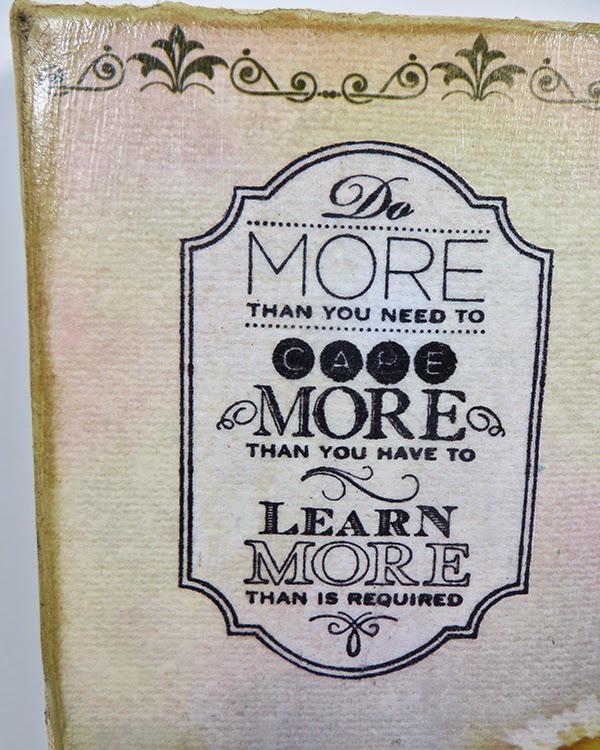 Do
MORE
THAN YOU NEED TO
CARE
MORE
THAN YOU HAVE TO
LEARN
MORE
THAN IS REQUIRED